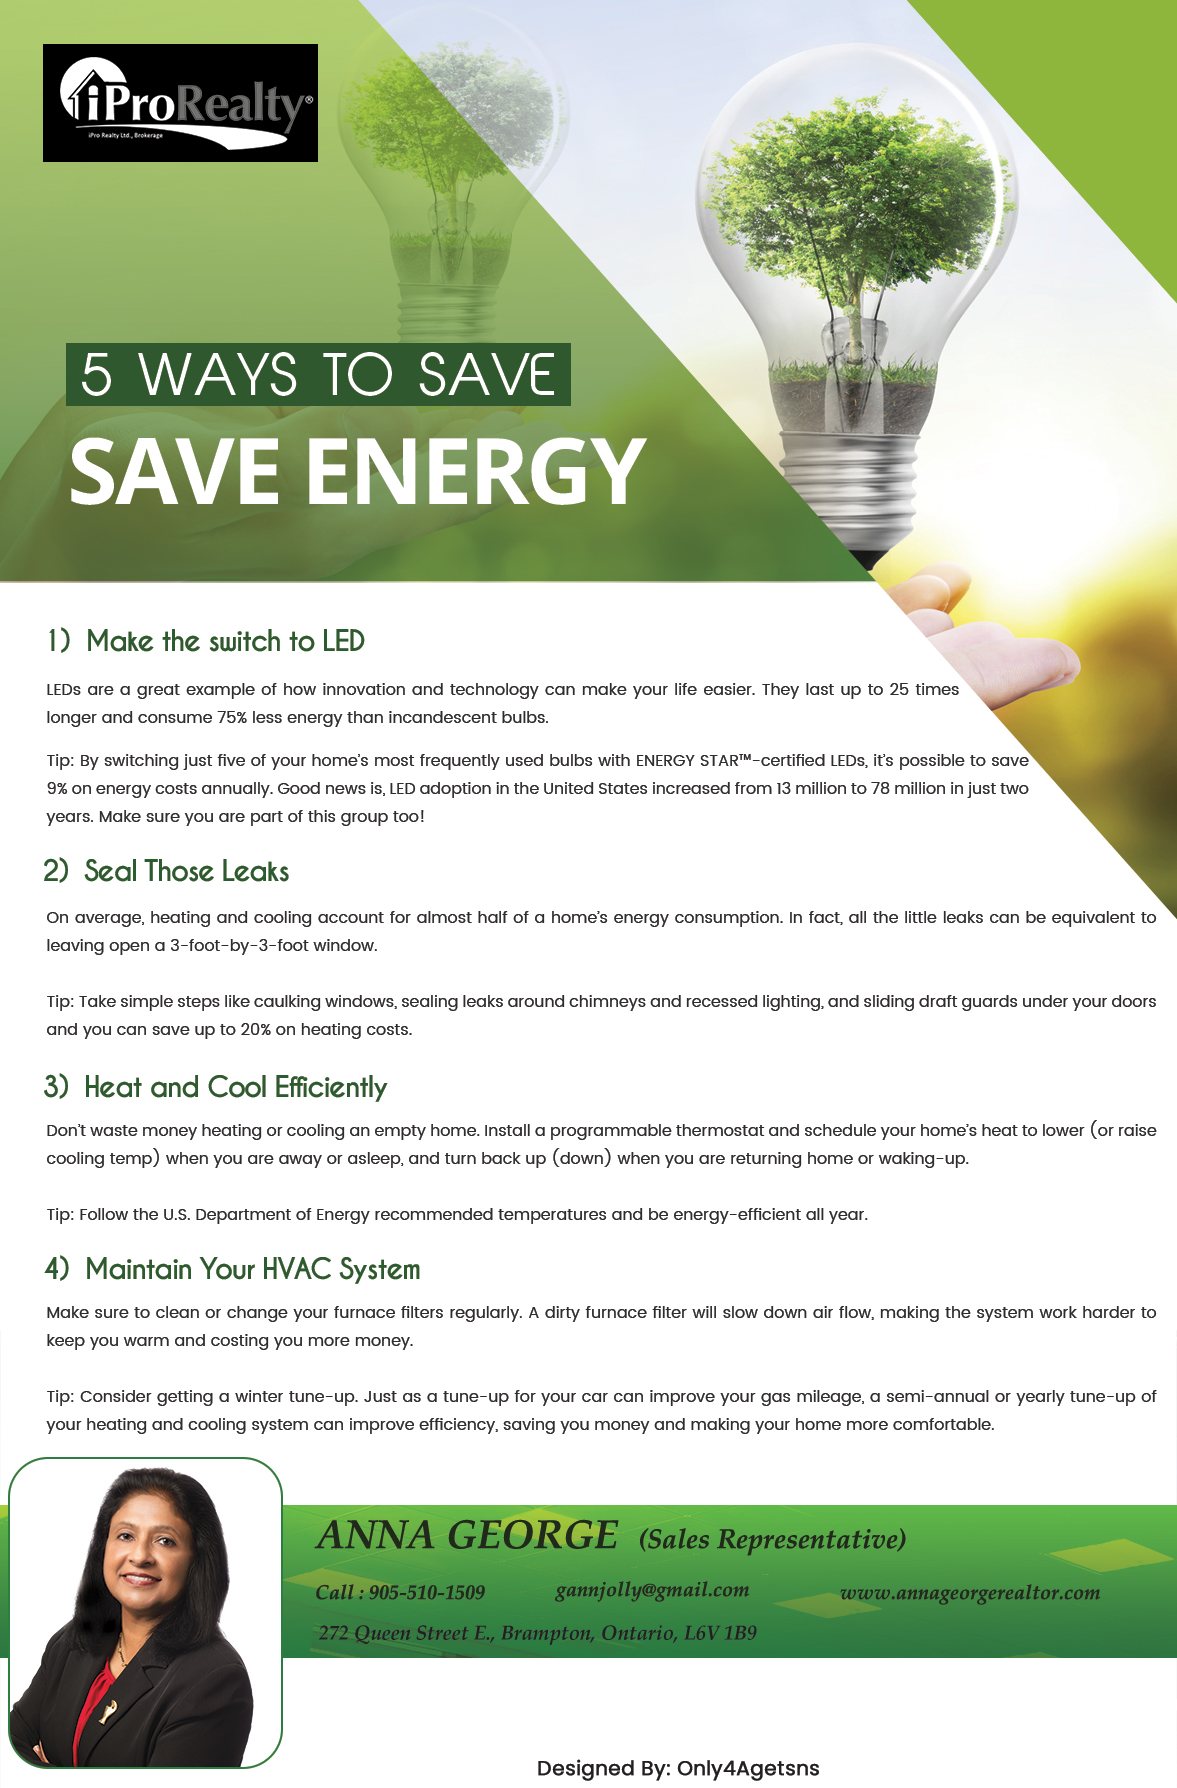 iProRealty®
iPro Realty Ltd., Brokerage
5 WAYS TO SAVE
SAVE ENERGY
1) Make the switch to LED
LEDs are a great example of how innovation and technology can make your life easier. They last up to 25 times
longer and consume 75% less energy than incandescent bulbs.
Tip: By switching just five of your home's most frequently used bulbs with ENERGY STAR™-certified LEDs, it's possible to save
9% on energy costs annually. Good news is, LED adoption in the United States increased from 13 million to 78 million in just two
years. Make sure you are part of this group too!
2) Seal Those Leaks
On average, heating and cooling account for almost half of a home's energy consumption. In fact, all the little leaks can be equivalent to
leaving open a 3-foot-by-3-foot window.
Tip: Take simple steps like caulking windows, sealing leaks around chimneys and recessed lighting, and sliding draft guards under your doors
and you can save up to 20% on heating costs.
3) Heat and Cool Efficiently
Don't waste money heating or cooling an empty home. Install a programmable thermostat and schedule your home's heat to lower (or raise
cooling temp) when you are away or asleep, and turn back up (down) when you are returning home or waking-up.
Tip: Follow the U.S. Department of Energy recommended temperatures and be energy-efficient all year.
4) Maintain Your HVAC System
Make sure to clean or change your furnace filters regularly. A dirty furnace filter will slow down air flow, making the system work harder to
keep you warm and costing you more money.
Tip: Consider getting a winter tune-up. Just as a tune-up for your car can improve your gas mileage, a semi-annual or yearly tune-up of
your heating and cooling system can improve efficiency, saving you money and making your home more comfortable.
ANNA GEORGE (Sales Representative)
Call : 905-510-1509 gannjolly@gmail.com www.annageorgerealtor.com
272 Queen Street E., Brampton, Ontario, L6V 1B9
Designed By: Only4Agetsns